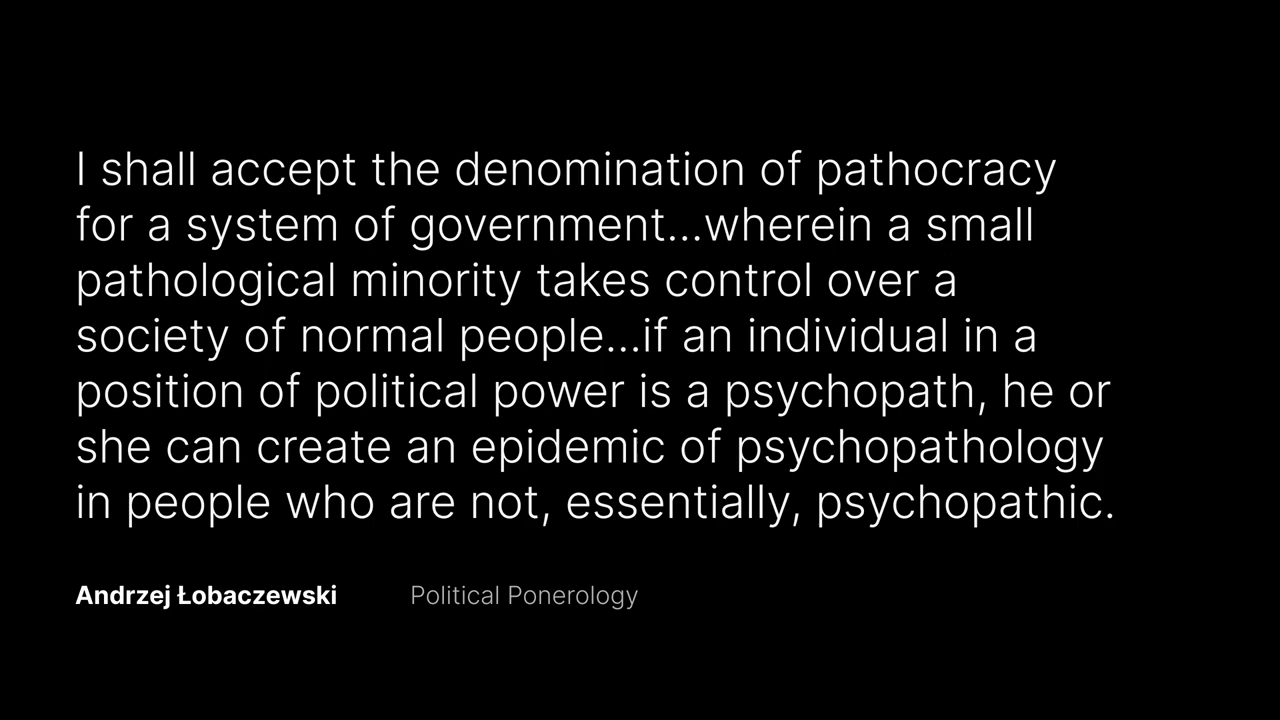 I shall accept the denomination of pathocracy
for a system of government...wherein a small
pathological minority takes control over a
society of normal people...if an individual in a
position of political power is a psychopath, he or
she can create an epidemic of psychopathology
in people who are not, essentially, psychopathic.
Andrzej Łobaczewski Political Ponerology